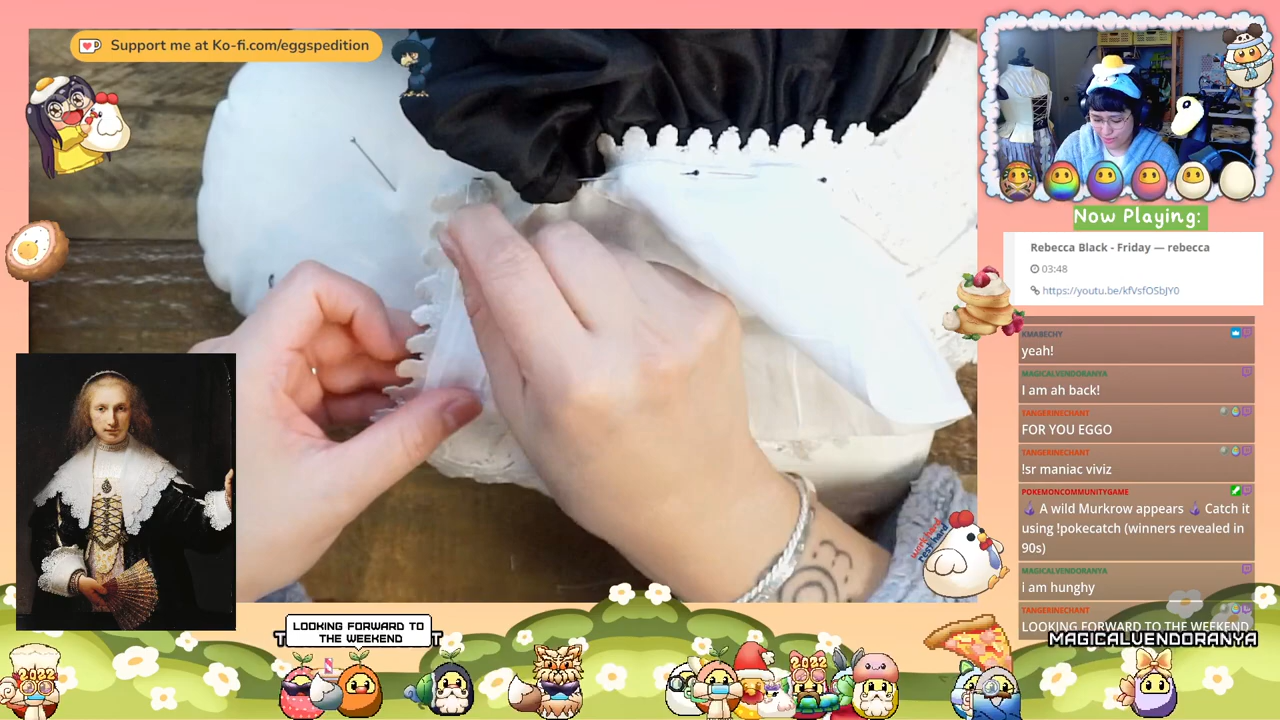 Support me at Ko-fi.com/eggspedition
Now Playing:
Rebecca Black - Friday — rebecca
03:48
https://youtu.be/kfVsfOSbJY0
KMABECHY
yeah!
MAGICALVENDORANYA
I am ah back!
TANGERINECHANT
FOR YOU EGGO
TANGERINECHANT
!sr maniac viviz
POKEMONCOMMUNITYGAME
A wild Murkrow appears Catch it
using !pokecatch (winners revealed in
90s)
MAGICALVENDORANYA
i am hunghy
TANGERINECHANT
LOOKING FORWARD TO THE WEEKEND
LOOKING FORWARD TO
THE WEEKEND
MAGICALVENDORANYA
2022
2022